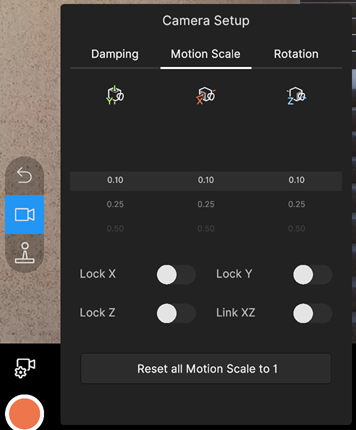 Camera Setup
Damping Motion Scale Rotation
Y X Z
0.10 0.10 0.10
0.25 0.25 0.25
0.50 0.50 0.50
Lock X Lock Y
Lock Z Link XZ
Reset all Motion Scale to 1